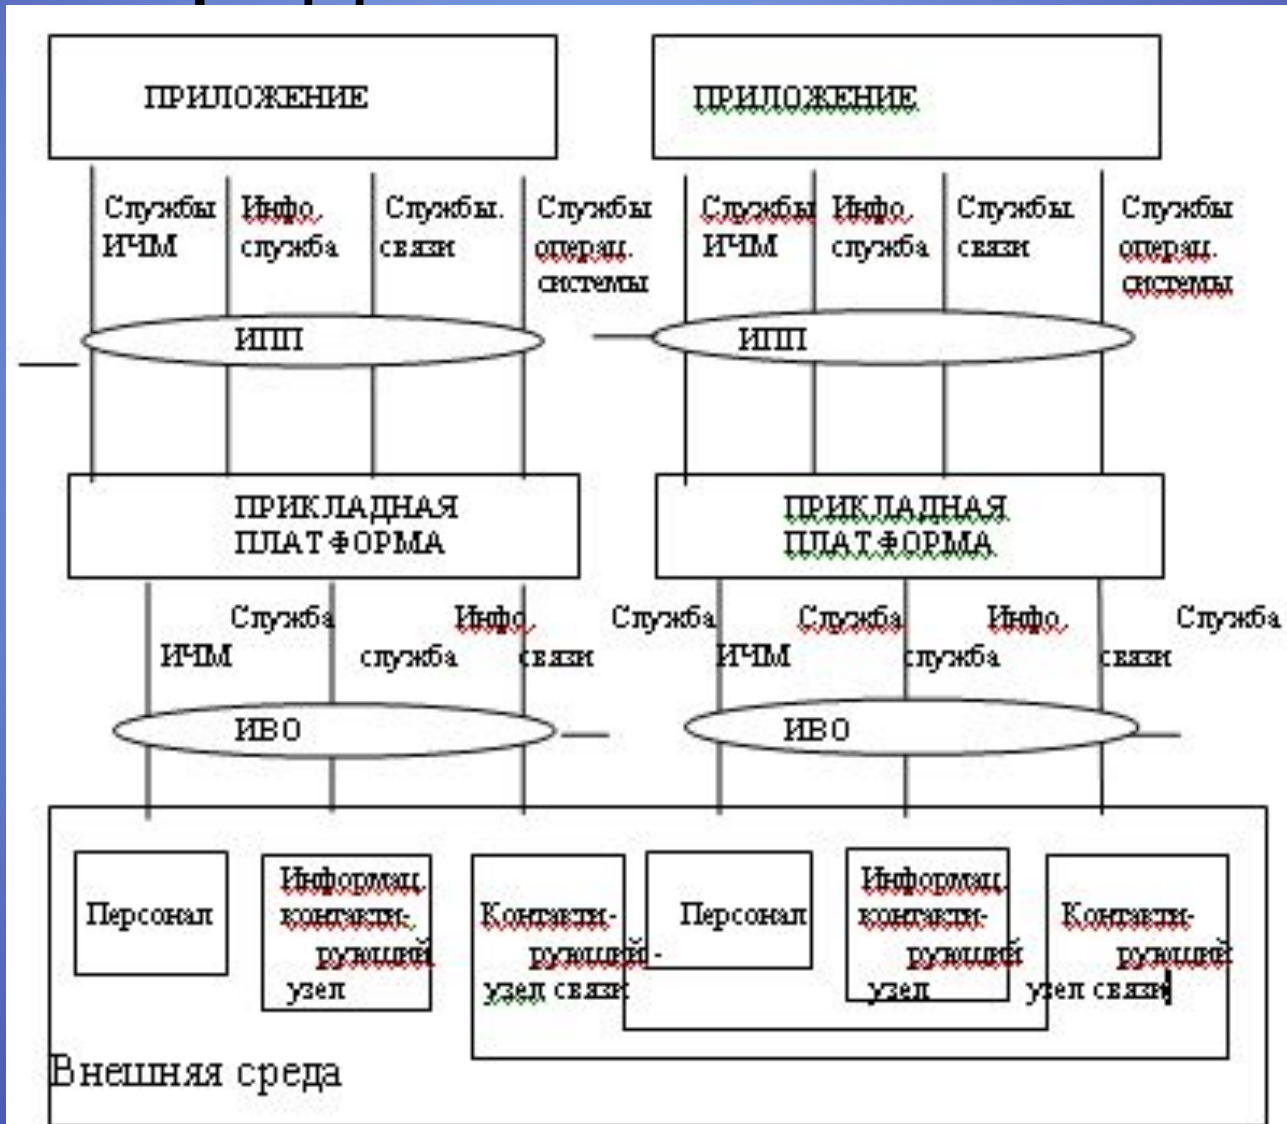 ПРИЛОЖЕНИЕ ПРИЛОЖЕНИЕ
Службы Инфо. Службы. Службы Службы Инфо. Службы Службы
ИЧМ служба связи операц. ИЧМ служба связи операц.
системы системы
ИПП ИПП
ПРИКЛАДНАЯ ПРИКЛАДНАЯ
ПЛАТФОРМА ПЛАТФОРМА
Служба Инфо. Служба Служба Инфо. Служба
ИЧМ служба связи ИЧМ служба связи
ИВО ИВО
Информац. Информац.
Персонал контакти- Контакти- Персонал контакти- Контакти-
рующий рующий - рующий рующий
узел узел связи узел узел связи
Внешняя среда